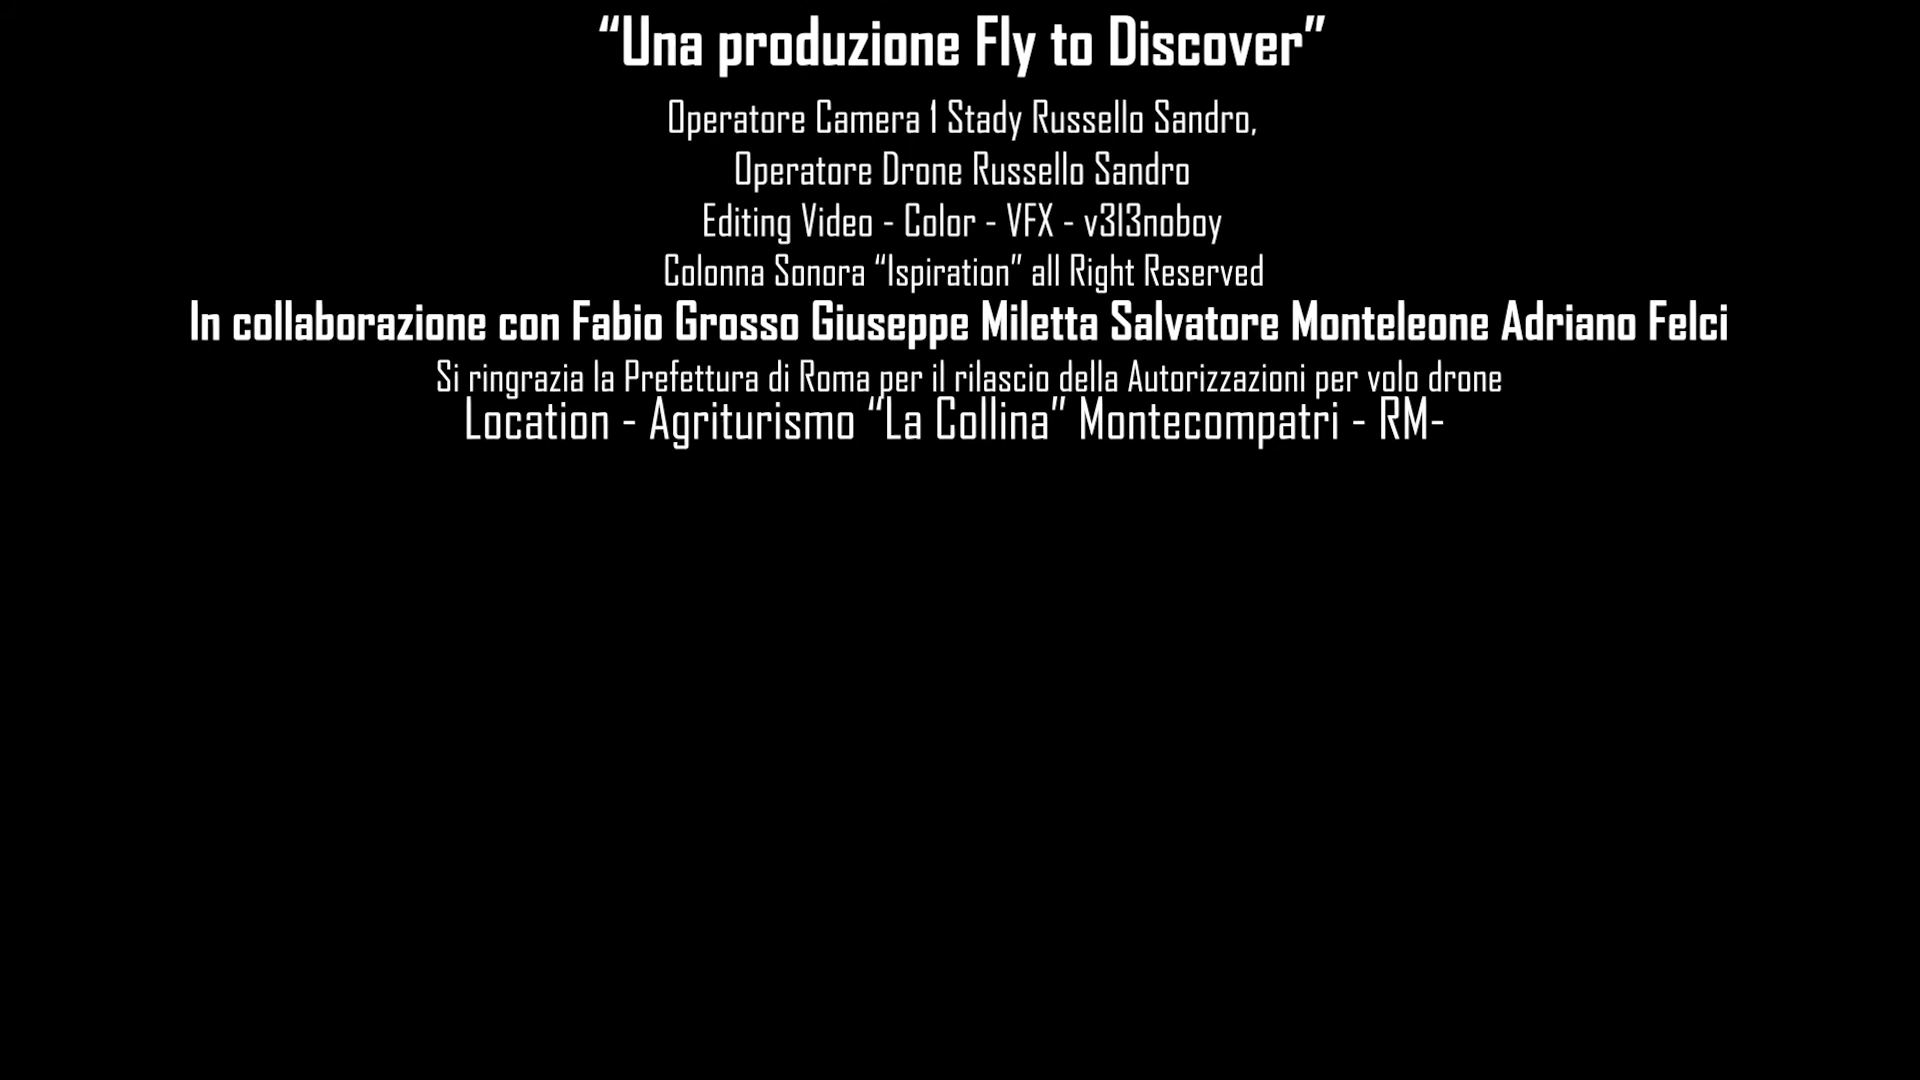 “Una produzione Fly to Discover”
Operatore Camera 1 Stady Russello Sandro,
Operatore Drone Russello Sandro
Editing Video - Color - VFX - v3l3noboy
Colonna Sonora “Ispiration” all Right Reserved
In collaborazione con Fabio Grosso Giuseppe Miletta Salvatore Monteleone Adriano Felci
Si ringrazia la Prefettura di Roma per il rilascio della Autorizzazioni per volo drone
Location - Agriturismo “La Collina” Montecompatri - RM-